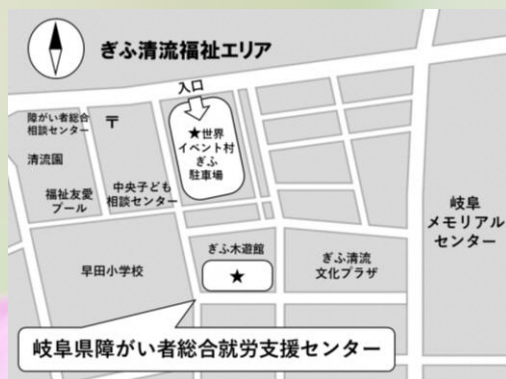 ぎふ清流福祉エリア
入口
障がい者総合
相談センター
〒
★世界
イベント村
ぎふ
駐車場
清流園
福祉友愛
プール
中央子ども
相談センター
岐阜
メモリアル
センター
ぎふ木遊館
★
ぎふ清流
文化プラザ
早田小学校
岐阜県障がい者総合就労支援センター